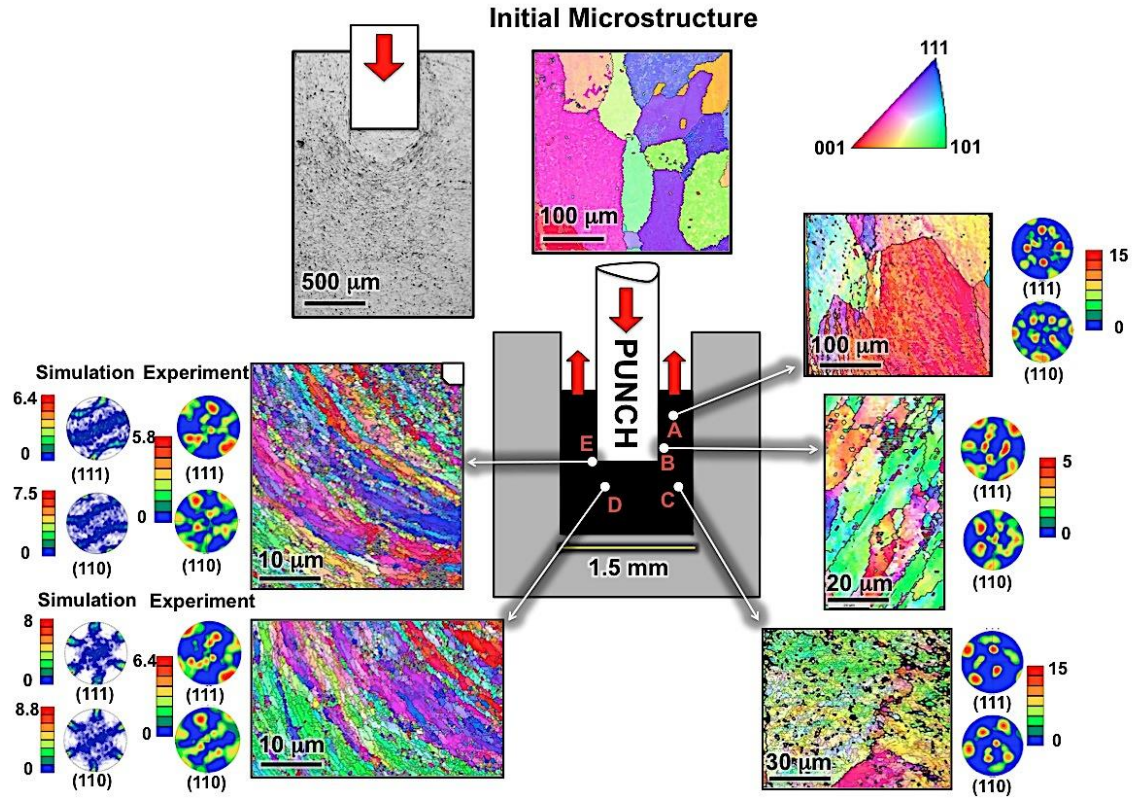 Initial Microstructure
500 μm
100 μm
111
001
101
100 μm
(111)
(110)
15
0
PUNCH
A
B
C
D
E
1.5 mm
Simulation Experiment
6.4
0
(111)
5.8
0
(111)
7.5
0
(110)
(110)
10 μm
20 μm
(111)
(110)
5
0
Simulation Experiment
8
0
(111)
6.4
0
(111)
8.8
0
(110)
(110)
10 μm
30 μm
(111)
(110)
15
0